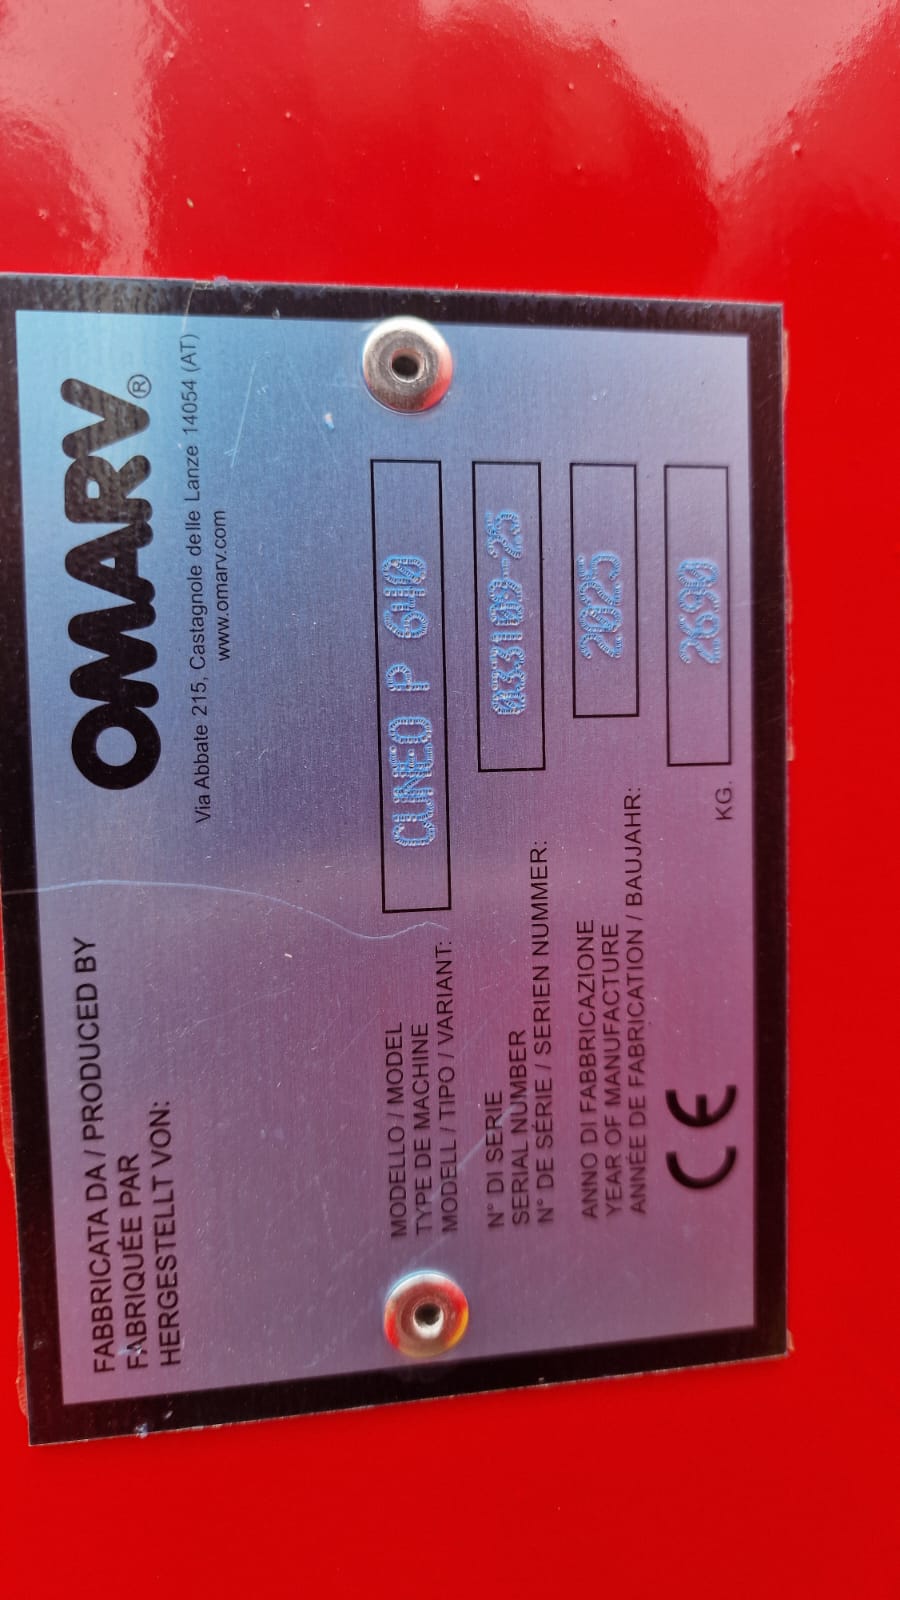 FABBRICATA DA / PRODUCED BY
FABRIQUÉE PAR
HERGESTELLT VON:
OMARV®
Via Abbate 215, Castagnole delle Lanze 14054 (AT)
www.omarv.com
MODELLO / MODEL
TYPE DE MACHINE
MODELL / TIPO / VARIANT:
CUNEO P 640
N° DI SERIE
SERIAL NUMBER
N° DE SÉRIE / SERIEN NUMMER:
ANNO DI FABBRICAZIONE
YEAR OF MANUFACTURE
ANNÉE DE FABRICATION / BAUJAHR:
2025
CE
KG.
2690